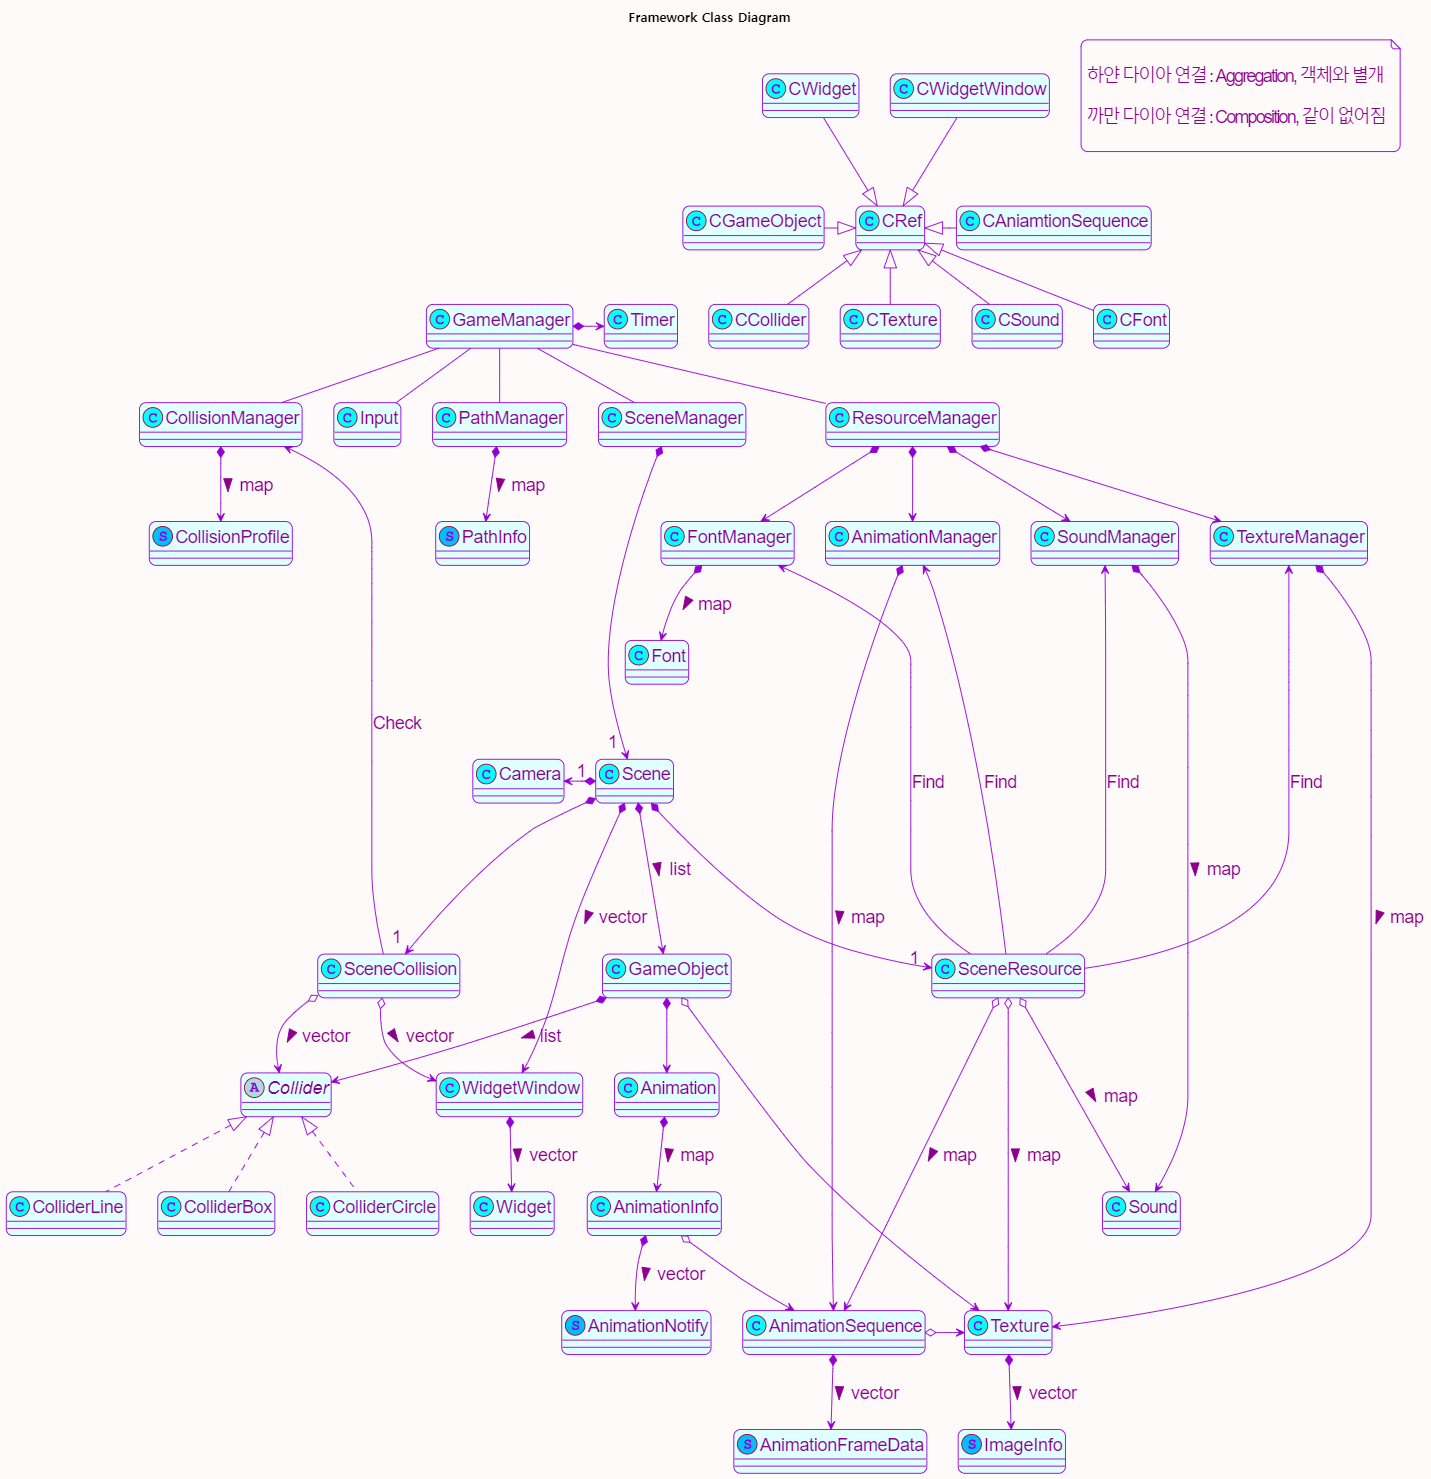 Framework Class Diagram
하얀 다이아 연결 : Aggregation, 객체와 별개
까만 다이아 연결 : Composition, 같이 없어짐
C CWidget
C CWidgetWindow
C CGameObject
C CRef
C CAniamtionSequence
C GameManager
C Timer
C CCollider
C CTexture
C CSound
C CFont
C CollisionManager
C Input
C PathManager
C SceneManager
C ResourceManager
map
map
S CollisionProfile
S PathInfo
C FontManager
C AnimationManager
C SoundManager
C TextureManager
map
C Font
Check
1
C Camera
1
C Scene
Find
Find
Find
Find
list
map
vector
map
map
1
1
C SceneCollision
C GameObject
C SceneResource
vector
vector
list
A Collider
C WidgetWindow
C Animation
map
vector
map
map
map
C ColliderLine
C ColliderBox
C ColliderCircle
C Widget
C AnimationInfo
C Sound
vector
S AnimationNotify
C AnimationSequence
C Texture
vector
vector
S AnimationFrameData
S ImageInfo